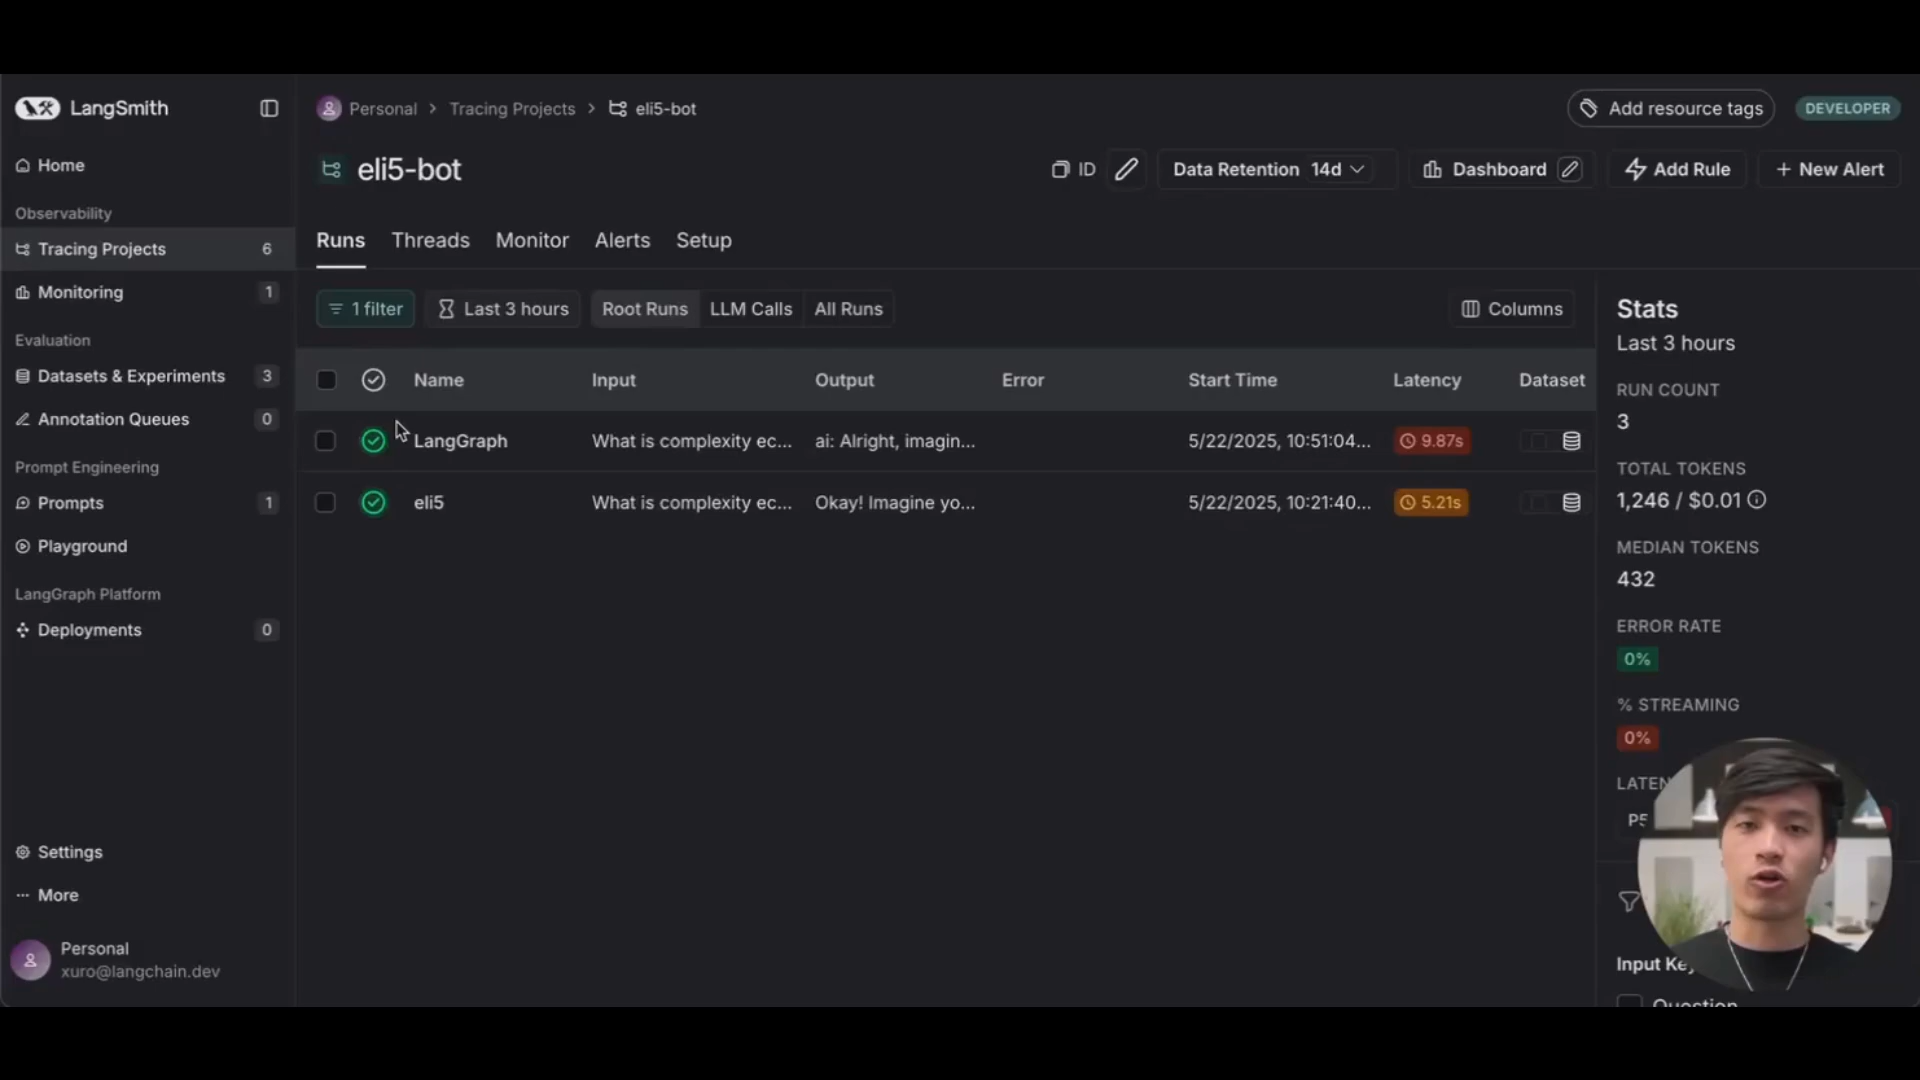 LangSmith
Home
Observability
Tracing Projects 6
Monitoring 1
Evaluation
Datasets & Experiments 3
Annotation Queues 0
Prompt Engineering
Prompts 1
Playground
LangGraph Platform
Deployments 0
Settings
More
Personal
xuro@langchain.dev
Personal > Tracing Projects > eli5-bot
Add resource tags
DEVELOPER
eli5-bot
ID
Data Retention 14d
Dashboard
Add Rule
+ New Alert
Runs Threads Monitor Alerts Setup
1 filter
Last 3 hours
Root Runs LLM Calls All Runs
Columns
Name Input Output Error Start Time Latency Dataset
LangGraph What is complexity ec... ai: Alright, imagin... 5/22/2025, 10:51:04... 9.87s
eli5 What is complexity ec... Okay! Imagine yo... 5/22/2025, 10:21:40... 5.21s
Stats
Last 3 hours
RUN COUNT
3
TOTAL TOKENS
1,246 / $0.01
MEDIAN TOKENS
432
ERROR RATE
0%
% STREAMING
0%
Question